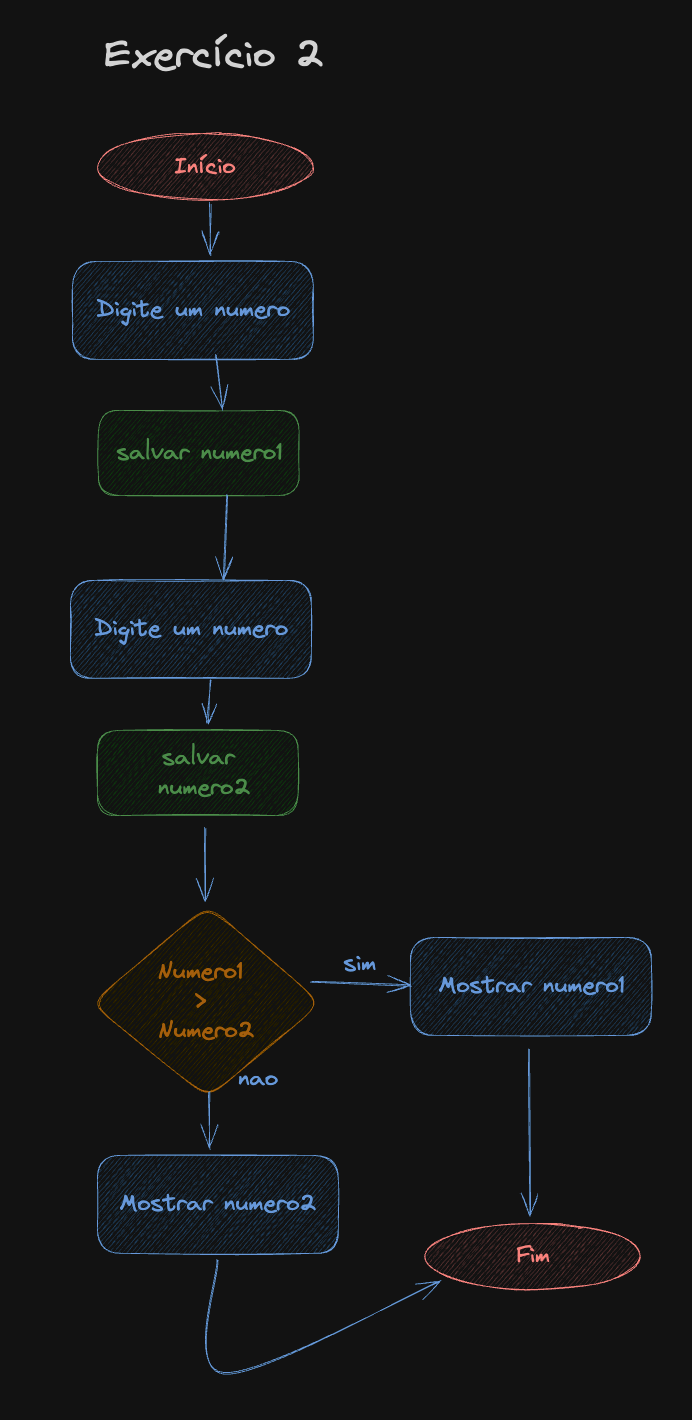 Exercício 2
Início
Digite um numero
salvar numero1
Digite um numero
salvar
numero2
Numero1
>
Numero2
sim
Mostrar numero1
nao
Mostrar numero2
Fim